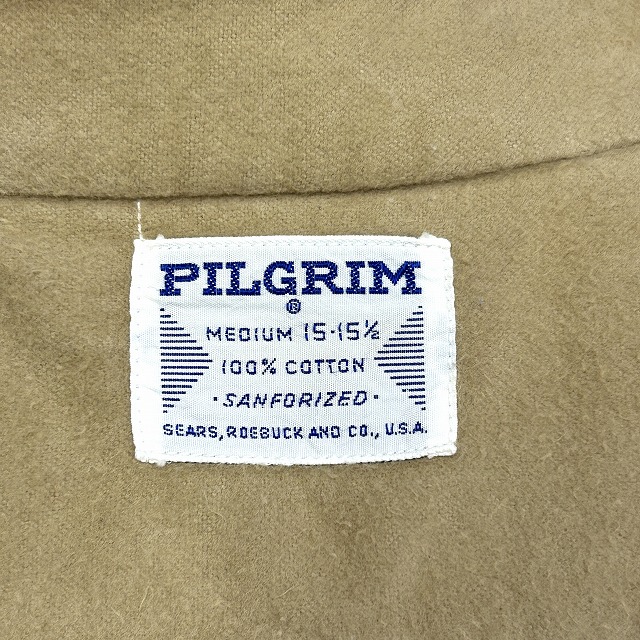 PILGRIM
®
MEDIUM 15-15½
100% COTTON
·SANFORIZED·
SEARS, ROEBUCK AND CO., U.S.A.